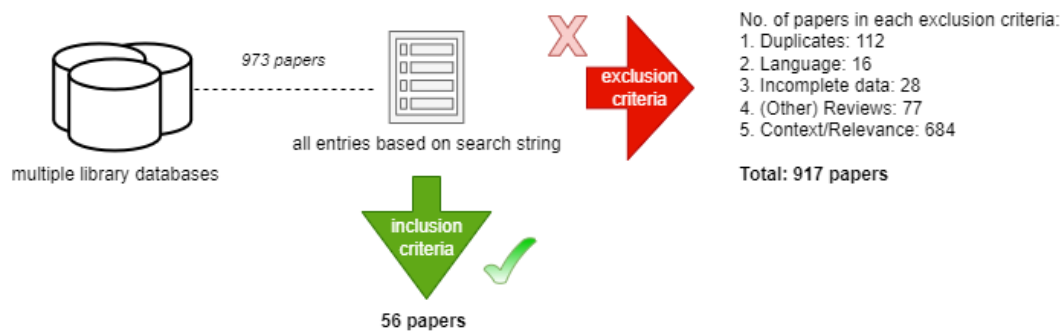 973 papers
multiple library databases
all entries based on search string
exclusion
criteria
No. of papers in each exclusion criteria:
1. Duplicates: 112
2. Language: 16
3. Incomplete data: 28
4. (Other) Reviews: 77
5. Context/Relevance: 684
Total: 917 papers
inclusion
criteria
56 papers